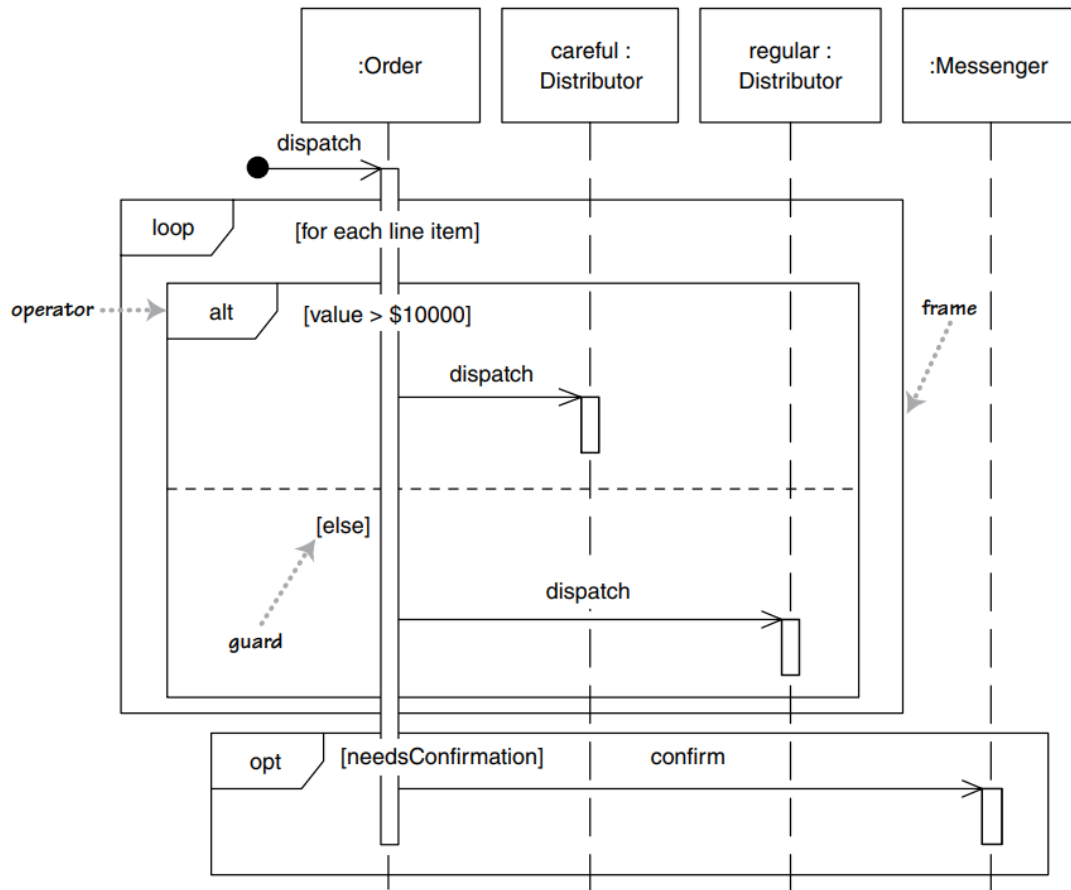 :Order
careful :
Distributor
regular :
Distributor
:Messenger
dispatch
loop
[for each line item]
operator
alt
[value > $10000]
frame
dispatch
[else]
dispatch
guard
opt
[needsConfirmation]
confirm